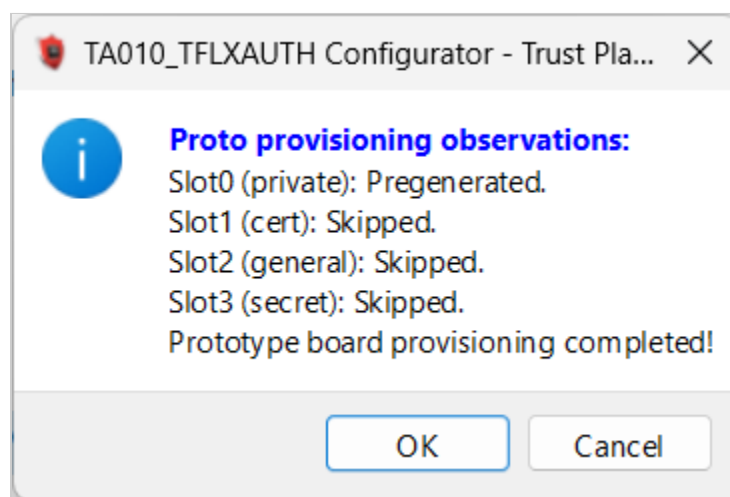 TA010_TFLXAUTH Configurator - Trust Pla...
Proto provisioning observations:
Slot0 (private): Pregenerated.
Slot1 (cert): Skipped.
Slot2 (general): Skipped.
Slot3 (secret): Skipped.
Prototype board provisioning completed!
OK Cancel